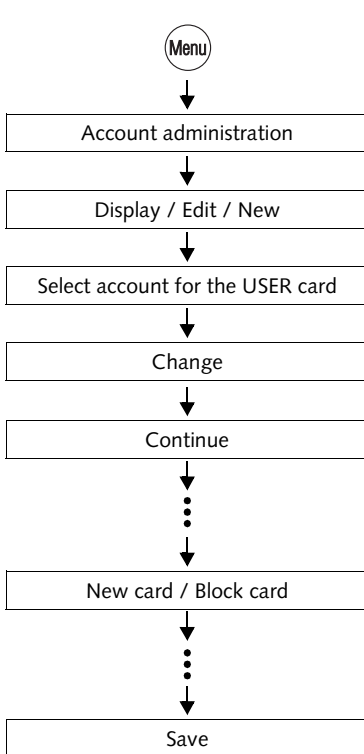 Menu
Account administration
Display / Edit / New
Select account for the USER card
Change
Continue
New card / Block card
Save